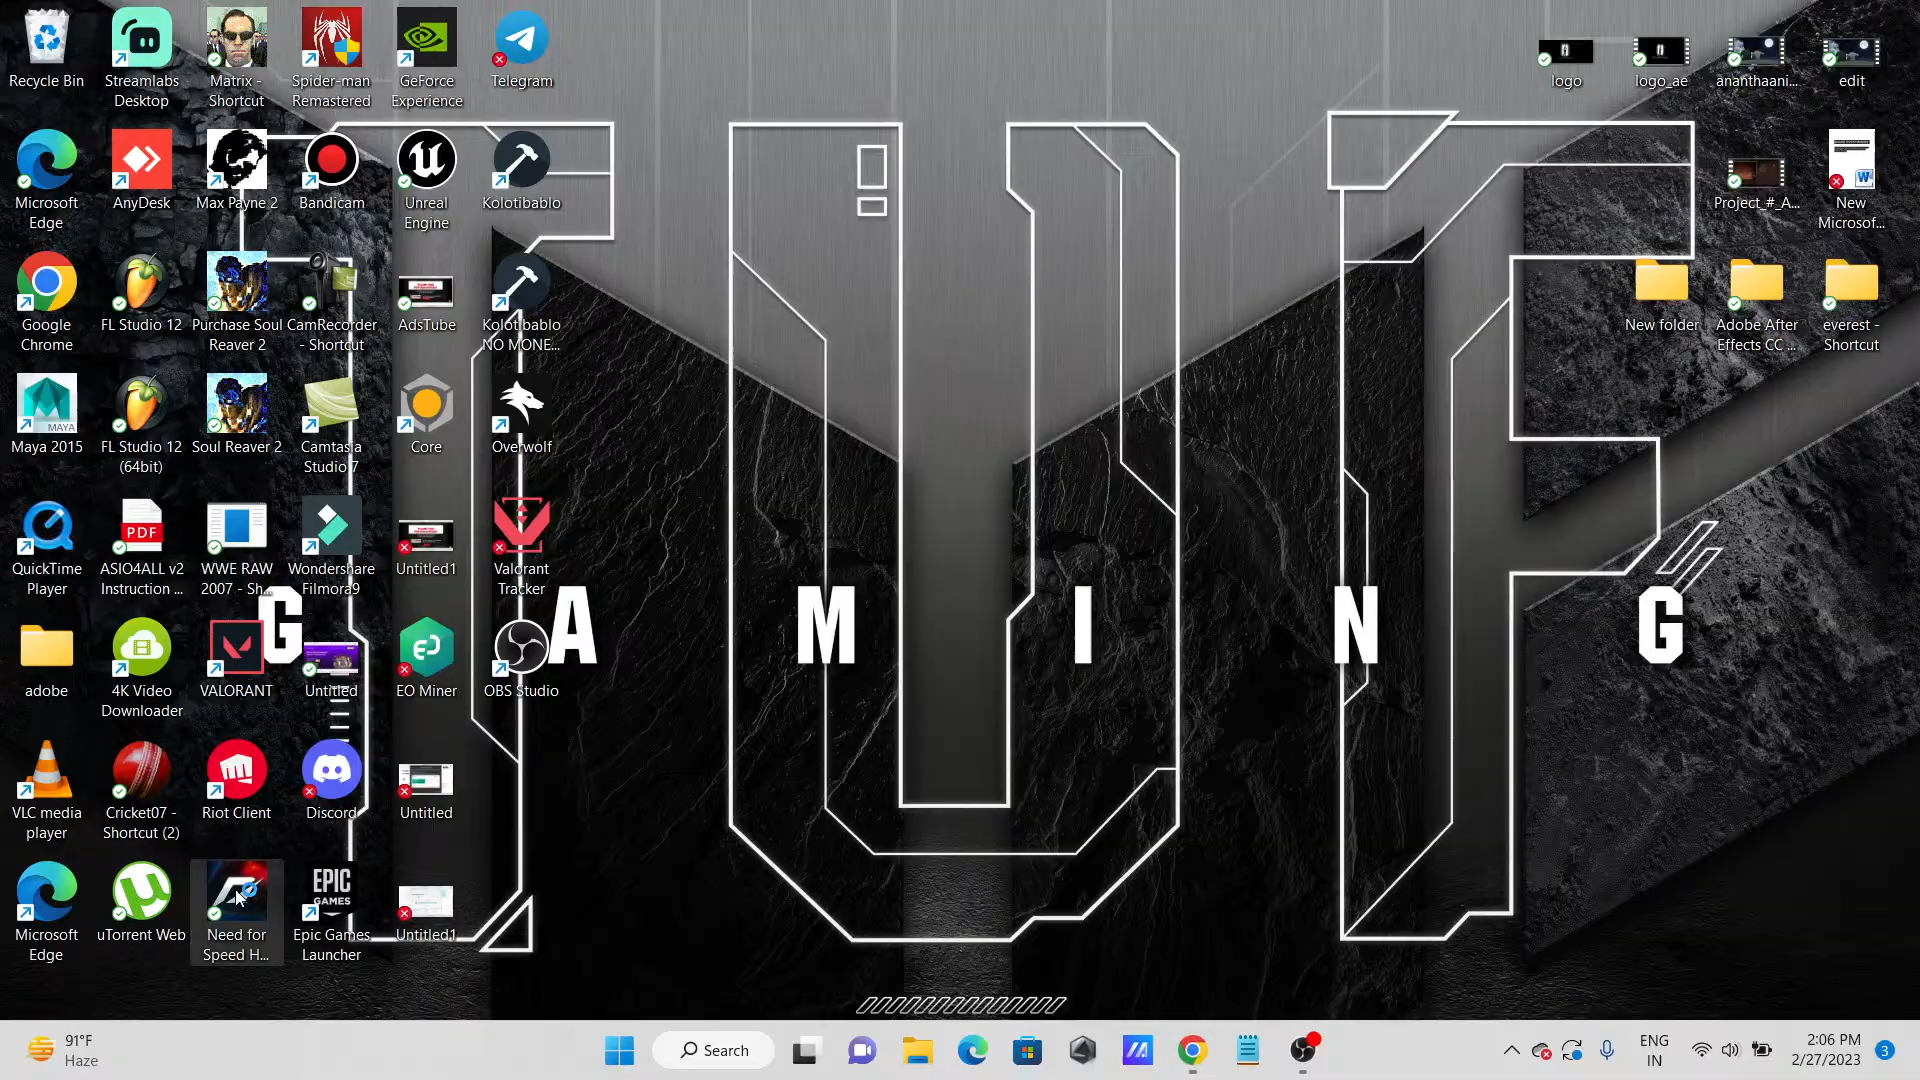 Recycle Bin
Streamlabs
Desktop
Matrix -
Shortcut
Spider-man
Remastered
GeForce
Experience
Telegram
logo
logo_ae
ananthaani...
edit
Microsoft
Edge
AnyDesk
Max Payne 2
Bandicam
Unreal
Engine
Kolotibablo
Project_#_A...
New
Microsof...
Google
Chrome
FL Studio 12
Purchase Soul
Reaver 2
CamRecorder
- Shortcut
AdsTube
Kolotibablo
NO MONE...
New folder
Adobe After
Effects CC ...
everest -
Shortcut
MAYA
Maya 2015
FL Studio 12
(64bit)
Soul Reaver 2
Camtasia
Studio 7
Core
Overwolf
QuickTime
Player
PDF
ASIO4ALL v2
Instruction ...
WWE RAW
2007 - Sh...
Wondershare
Filmora9
Untitled1
Valorant
Tracker
GAMING
adobe
4K Video
Downloader
VALORANT
Untitled
EO Miner
OBS Studio
VLC media
player
Cricket07 -
Shortcut (2)
Riot Client
Discord
Untitled
Microsoft
Edge
uTorrent Web
Need for
Speed H...
EPIC
GAMES
Epic Games
Launcher
Untitled1
91°F
Haze
Search
ENG
IN
2:06 PM
2/27/2023
3